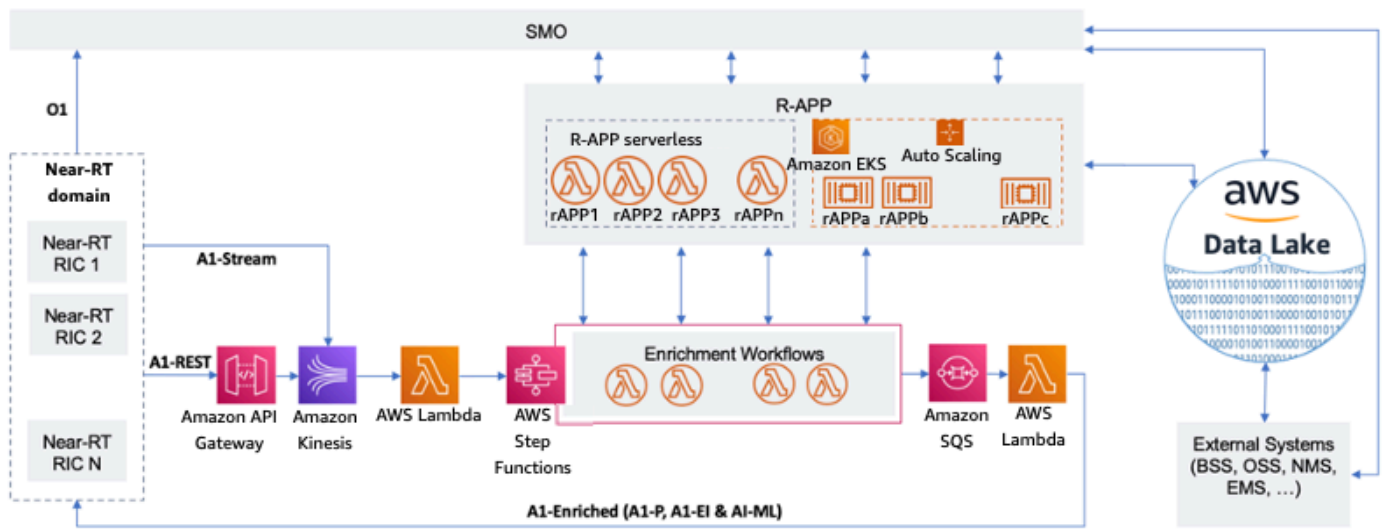 SMO
O1
R-APP
R-APP serverless
Amazon EKS
Auto Scaling
rAPP1
rAPP2
rAPP3
rAPPn
rAPPa
rAPPb
rAPPc
Near-RT
domain
Near-RT
RIC 1
Near-RT
RIC 2
Near-RT
RIC N
A1-Stream
A1-REST
Amazon API
Gateway
Amazon
Kinesis
AWS Lambda
AWS
Step
Functions
Enrichment Workflows
Amazon
SQS
AWS
Lambda
A1-Enriched (A1-P, A1-EI & AI-ML)
aws
Data Lake
External Systems
(BSS, OSS, NMS,
EMS, ...)